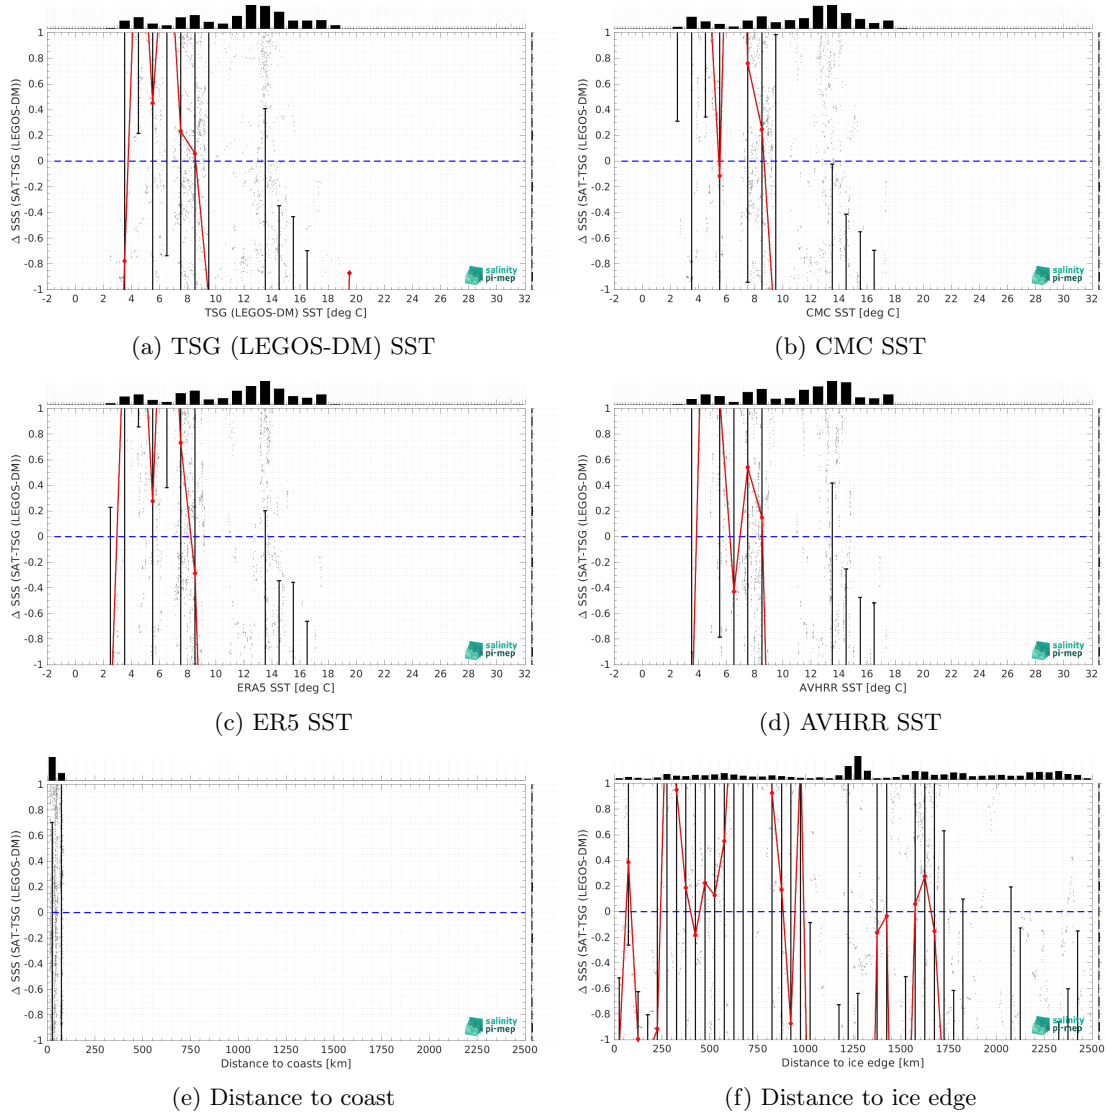 1
0.8
0.6
0.4
0.2
0
-0.2
-0.4
-0.6
-0.8
-1
Δ SSS (SAT-TSG (LEGOS-DM))
salinity
pi-mep
-2 0 2 4 6 8 10 12 14 16 18 20 22 24 26 28 30 32
TSG (LEGOS-DM) SST [deg C]
(a) TSG (LEGOS-DM) SST
1
0.8
0.6
0.4
0.2
0
-0.2
-0.4
-0.6
-0.8
-1
Δ SSS (SAT-TSG (LEGOS-DM))
salinity
pi-mep
-2 0 2 4 6 8 10 12 14 16 18 20 22 24 26 28 30 32
CMC SST [deg C]
(b) CMC SST
1
0.8
0.6
0.4
0.2
0
-0.2
-0.4
-0.6
-0.8
-1
Δ SSS (SAT-TSG (LEGOS-DM))
salinity
pi-mep
-2 0 2 4 6 8 10 12 14 16 18 20 22 24 26 28 30 32
ERA5 SST [deg C]
(c) ER5 SST
1
0.8
0.6
0.4
0.2
0
-0.2
-0.4
-0.6
-0.8
-1
Δ SSS (SAT-TSG (LEGOS-DM))
salinity
pi-mep
-2 0 2 4 6 8 10 12 14 16 18 20 22 24 26 28 30 32
AVHRR SST [deg C]
(d) AVHRR SST
1
0.8
0.6
0.4
0.2
0
-0.2
-0.4
-0.6
-0.8
-1
Δ SSS (SAT-TSG (LEGOS-DM))
salinity
pi-mep
0 250 500 750 1000 1250 1500 1750 2000 2250 2500
Distance to coasts [km]
(e) Distance to coast
1
0.8
0.6
0.4
0.2
0
-0.2
-0.4
-0.6
-0.8
-1
Δ SSS (SAT-TSG (LEGOS-DM))
salinity
pi-mep
0 250 500 750 1000 1250 1500 1750 2000 2250 2500
Distance to ice edge [km]
(f) Distance to ice edge